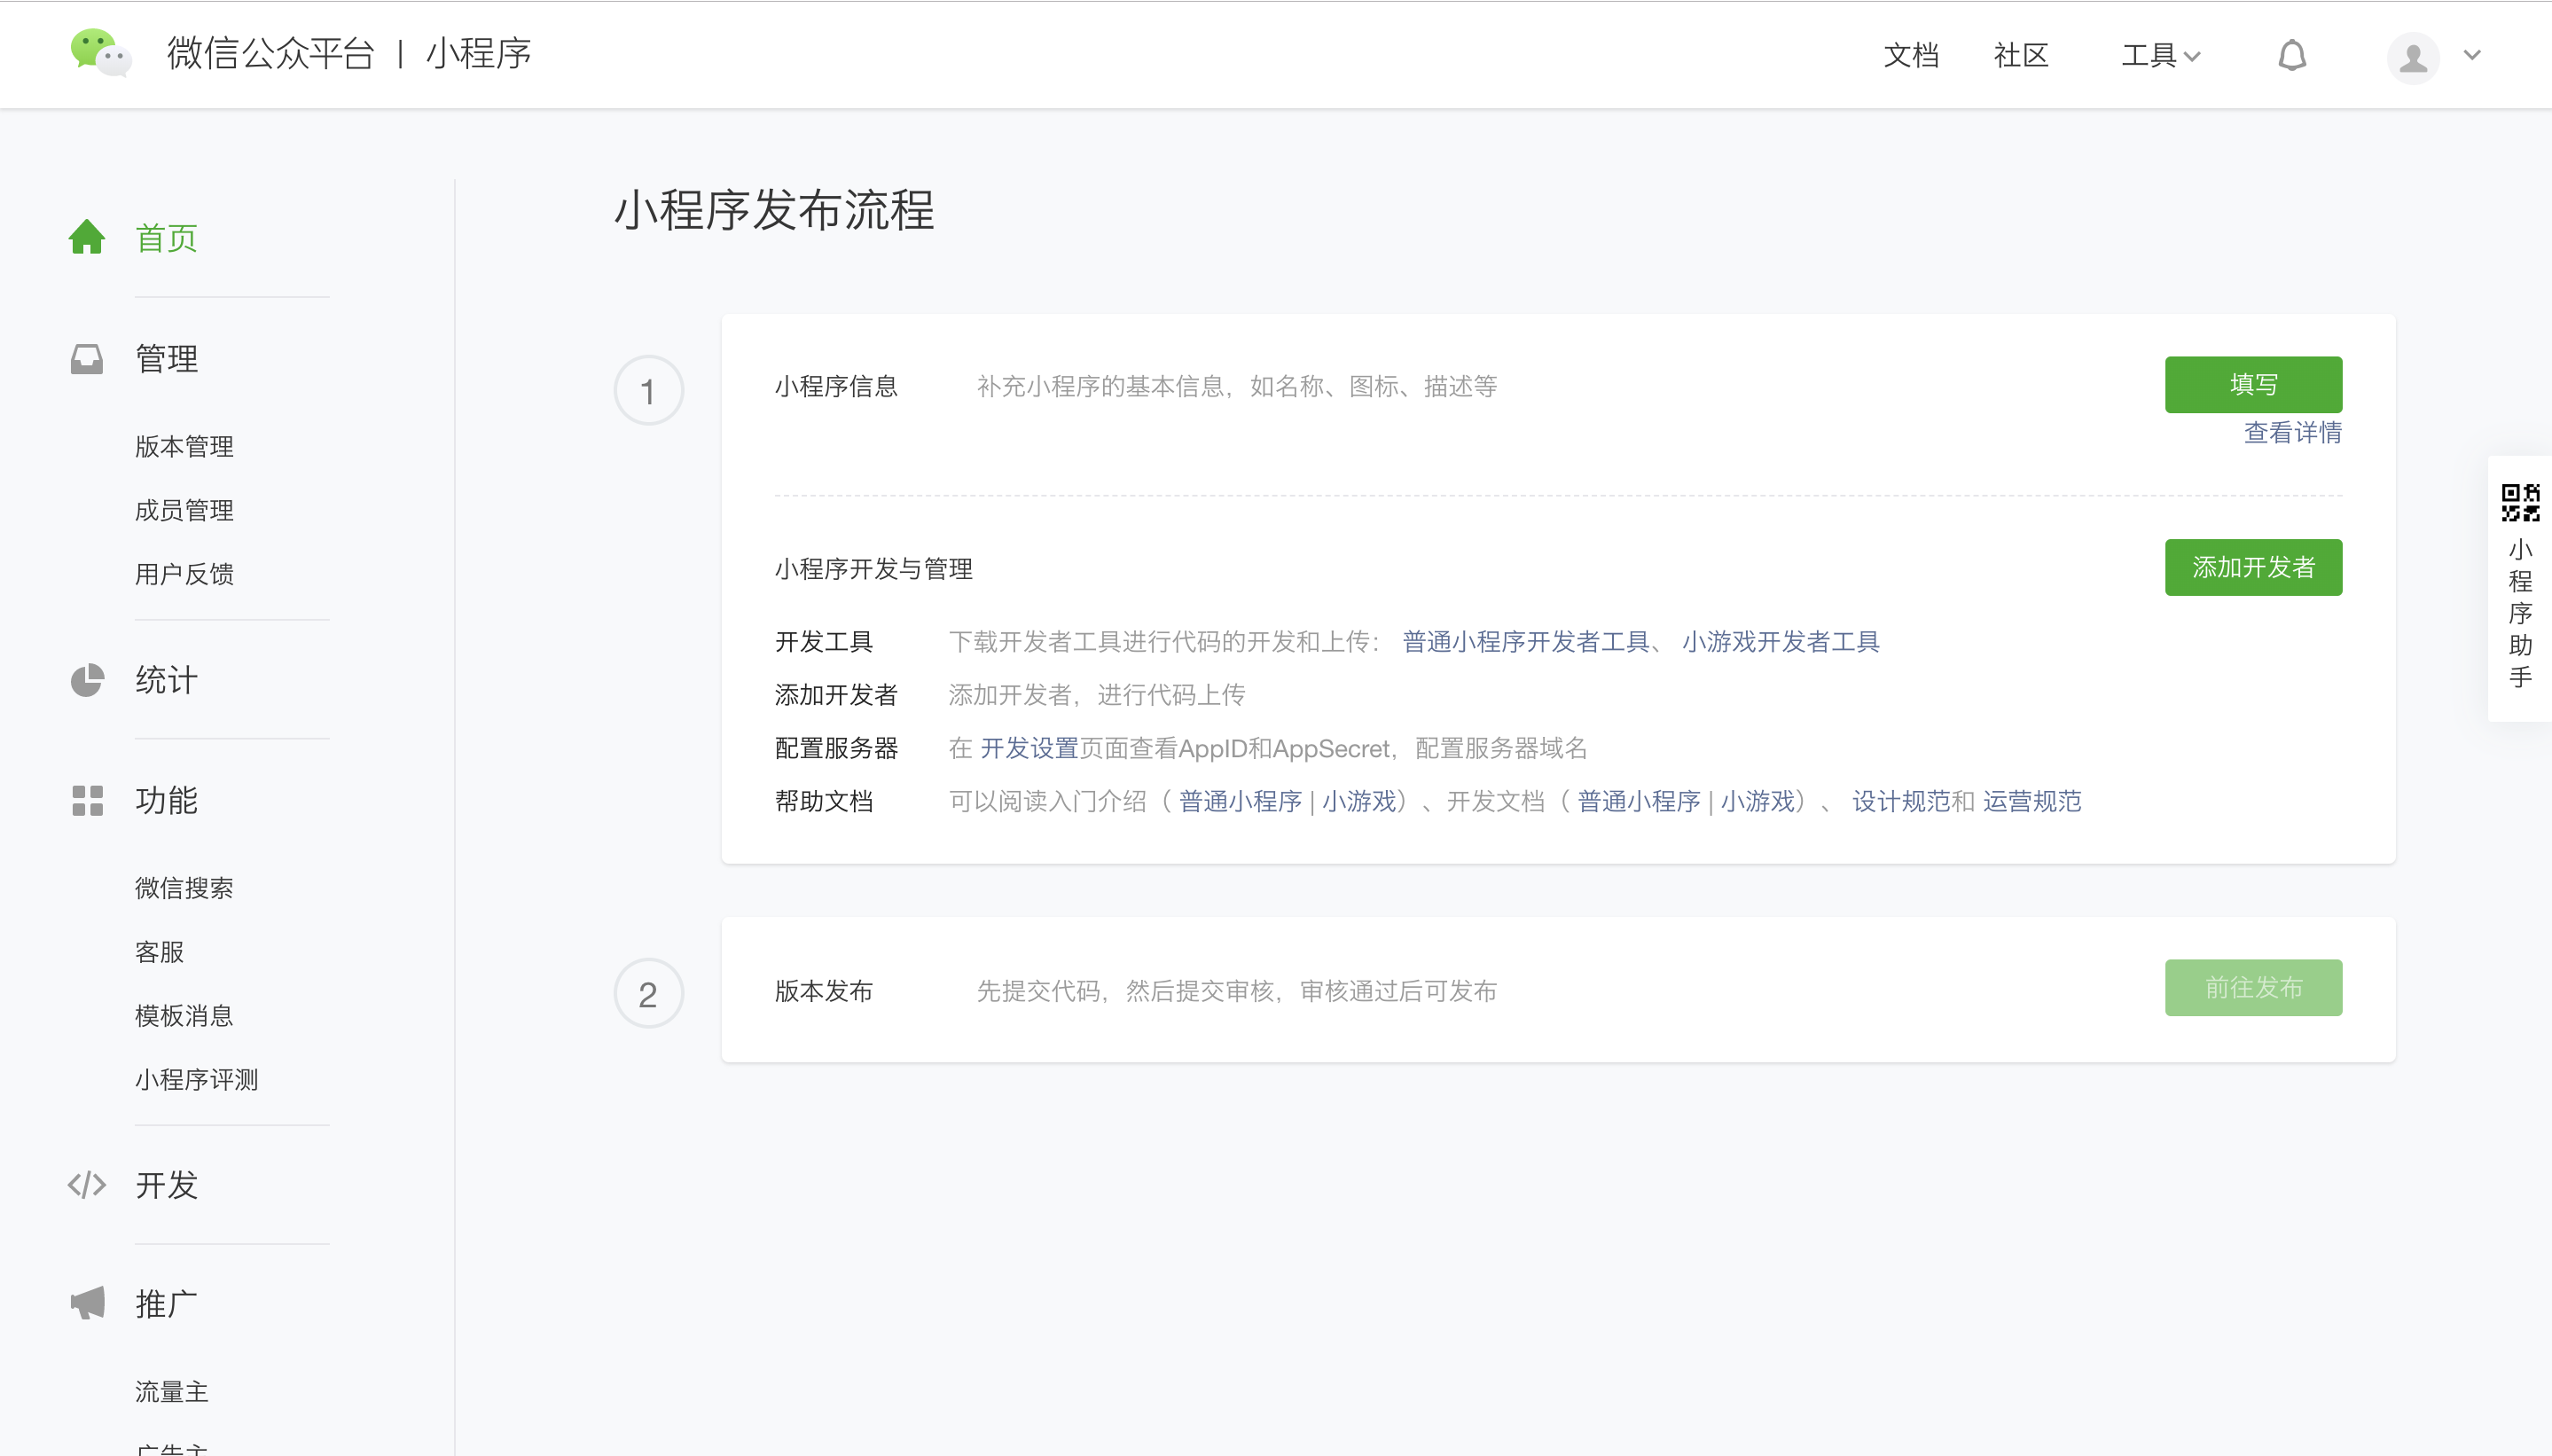 微信公众平台 | 小程序
文档 社区 工具
首页
管理
版本管理
成员管理
用户反馈
统计
功能
微信搜索
客服
模板消息
小程序评测
开发
推广
流量主
广告主
小程序发布流程
1
小程序信息 补充小程序的基本信息，如名称、图标、描述等 填写
查看详情
小程序开发与管理 添加开发者
开发工具 下载开发者工具进行代码的开发和上传： 普通小程序开发者工具、 小游戏开发者工具
添加开发者 添加开发者，进行代码上传
配置服务器 在 开发设置页面查看AppID和AppSecret，配置服务器域名
帮助文档 可以阅读入门介绍（ 普通小程序 | 小游戏）、开发文档（ 普通小程序 | 小游戏）、 设计规范和 运营规范
2
版本发布 先提交代码，然后提交审核，审核通过后可发布 前往发布
小程序助手